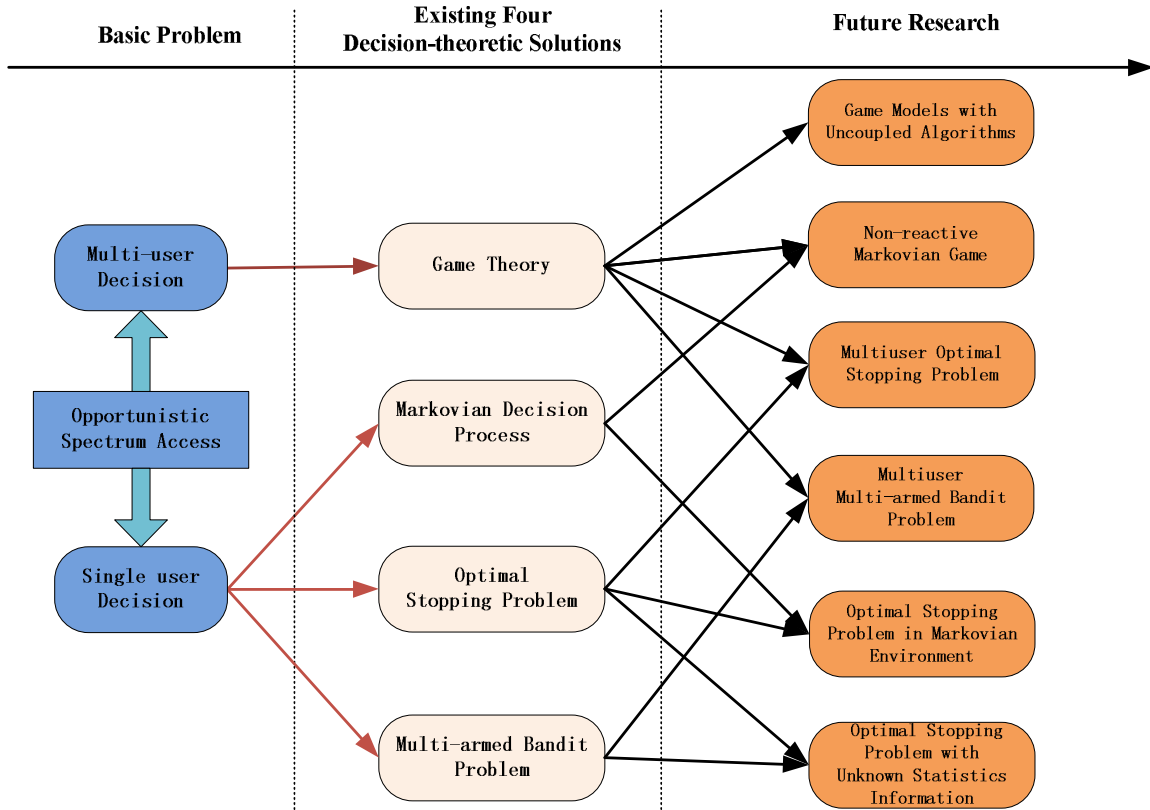 Basic Problem
Existing Four
Decision-theoretic Solutions
Future Research
Multi-user
Decision
Opportunistic
Spectrum Access
Single user
Decision
Game Theory
Markovian Decision
Process
Optimal
Stopping Problem
Multi-armed Bandit
Problem
Game Models with
Uncoupled Algorithms
Non-reactive
Markovian Game
Multiuser Optimal
Stopping Problem
Multiuser
Multi-armed Bandit
Problem
Optimal Stopping
Problem in Markovian
Environment
Optimal Stopping
Problem with
Unknown Statistics
Information